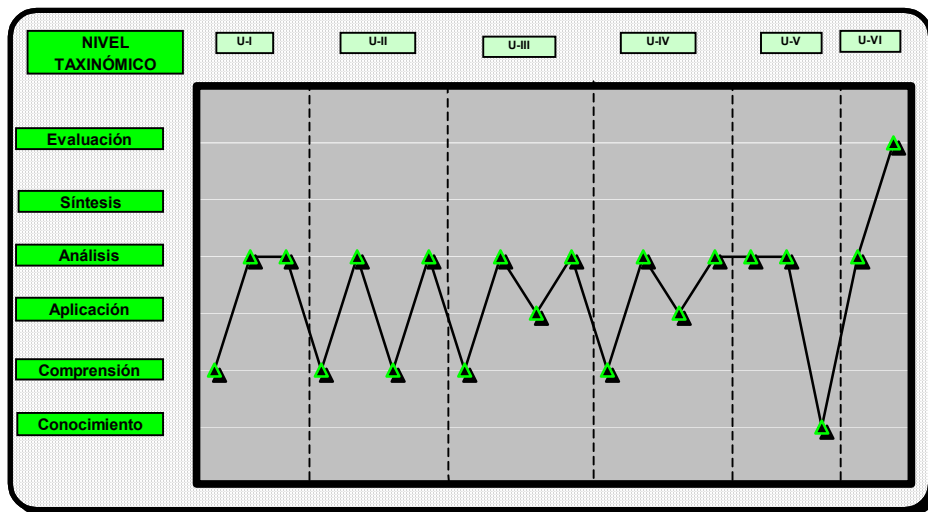 NIVEL
TAXINÓMICO
U-I
U-II
U-III
U-IV
U-V
U-VI
Evaluación
Síntesis
Análisis
Aplicación
Comprensión
Conocimiento